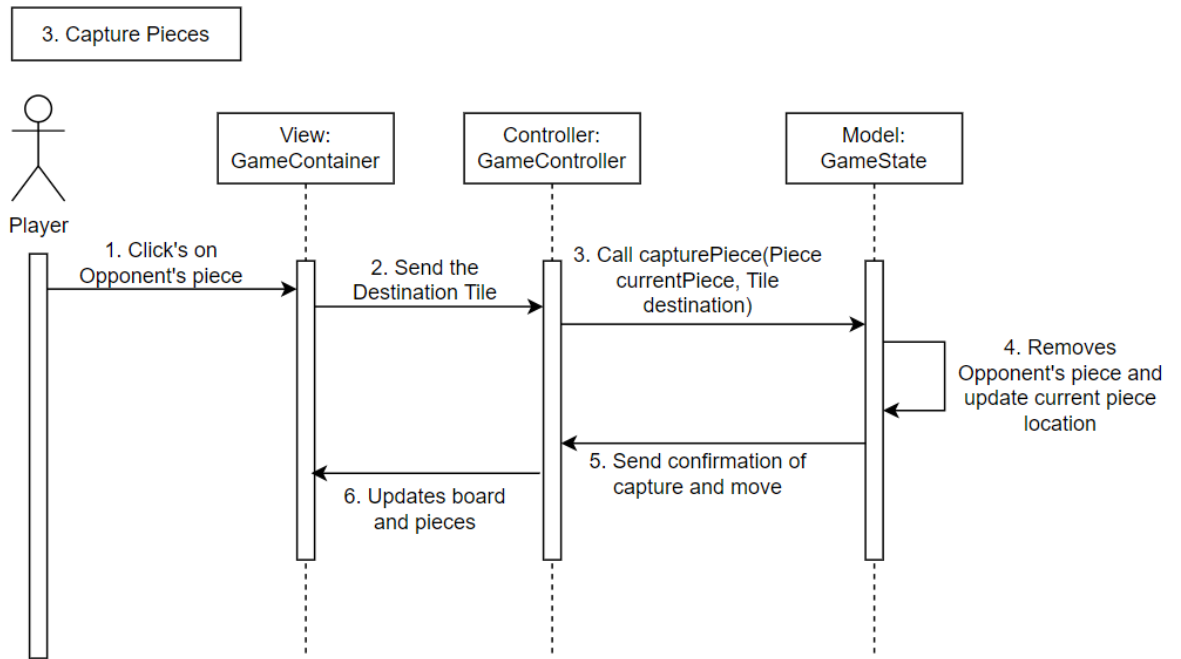 3. Capture Pieces
View:
GameContainer
Controller:
GameController
Model:
GameState
Player
1. Click's on
Opponent's piece
2. Send the
Destination Tile
3. Call capturePiece(Piece
currentPiece, Tile
destination)
4. Removes
Opponent's piece and
update current piece
location
5. Send confirmation of
capture and move
6. Updates board
and pieces